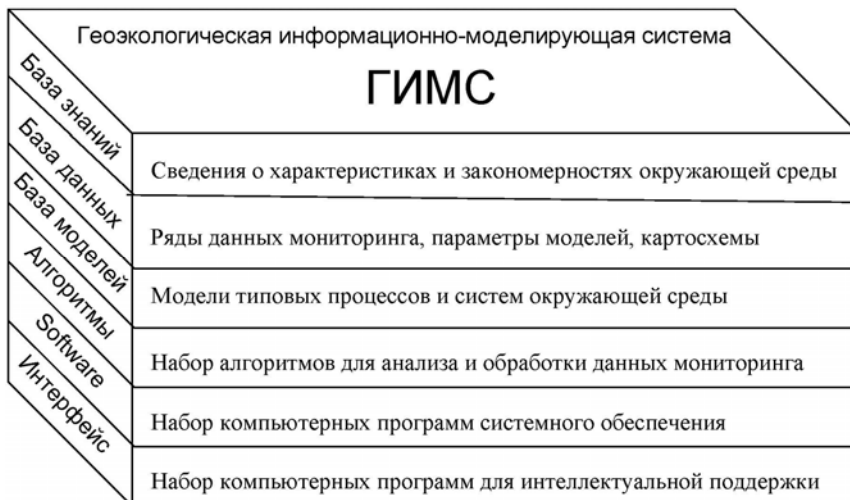 Геоэкологическая информационно-моделирующая система
ГИМС
База знаний
Сведения о характеристиках и закономерностях окружающей среды
База данных
Ряды данных мониторинга, параметры моделей, картосхемы
База моделей
Модели типовых процессов и систем окружающей среды
Алгоритмы
Набор алгоритмов для анализа и обработки данных мониторинга
Software
Набор компьютерных программ системного обеспечения
Интерфейс
Набор компьютерных программ для интеллектуальной поддержки